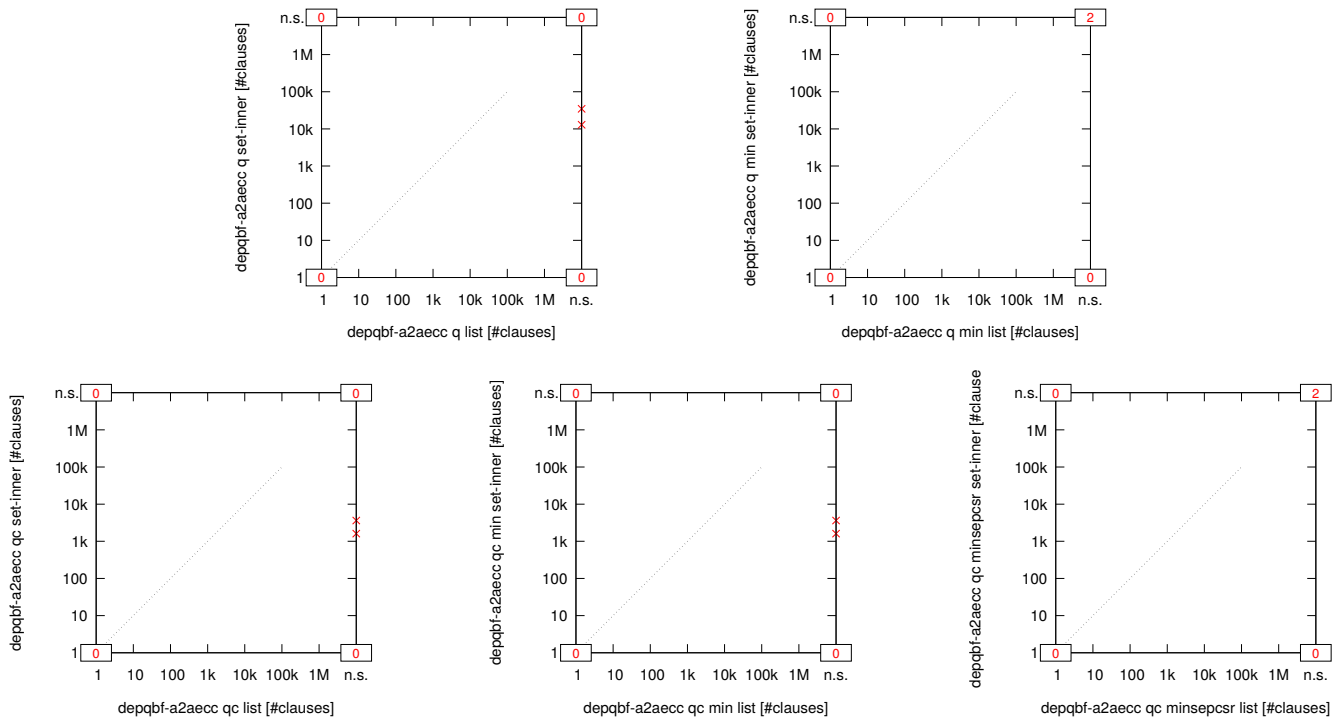 n.s. 0 0
1M
100k
10k
1k
100
10
1 0 0
1 10 100 1k 10k 100k 1M n.s.
depqbf-a2aecc q set-inner [#clauses]
depqbf-a2aecc q list [#clauses]
n.s. 0 2
1M
100k
10k
1k
100
10
1 0 0
1 10 100 1k 10k 100k 1M n.s.
depqbf-a2aecc q min set-inner [#clauses]
depqbf-a2aecc q min list [#clauses]
n.s. 0 0
1M
100k
10k
1k
100
10
1 0 0
1 10 100 1k 10k 100k 1M n.s.
depqbf-a2aecc qc set-inner [#clauses]
depqbf-a2aecc qc list [#clauses]
n.s. 0 0
1M
100k
10k
1k
100
10
1 0 0
1 10 100 1k 10k 100k 1M n.s.
depqbf-a2aecc qc min set-inner [#clauses]
depqbf-a2aecc qc min list [#clauses]
n.s. 0 2
1M
100k
10k
1k
100
10
1 0 0
1 10 100 1k 10k 100k 1M n.s.
depqbf-a2aecc qc minsepcsr set-inner [#clause
depqbf-a2aecc qc minsepcsr list [#clauses]